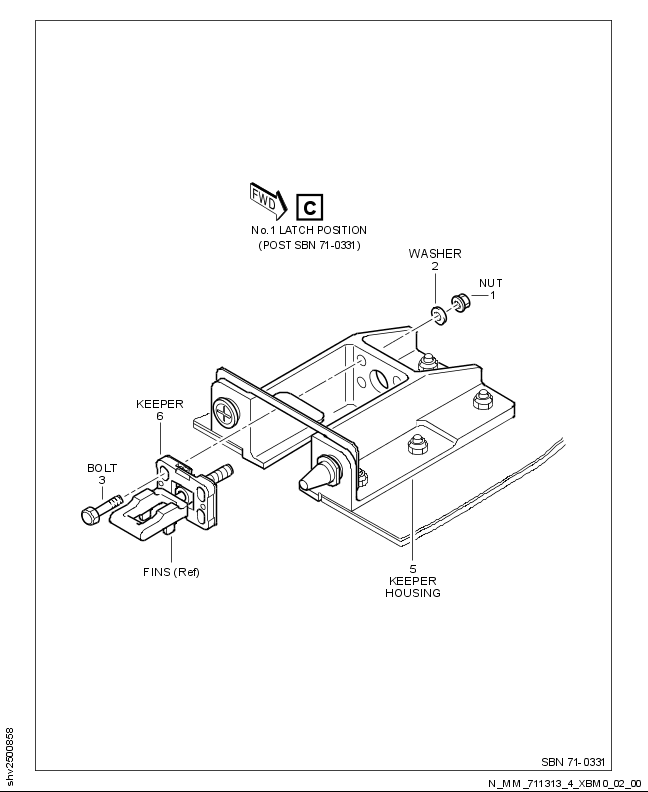 FWD
C
No.1 LATCH POSITION
(POST SBN 71-0331)
WASHER
2
NUT
1
KEEPER
6
BOLT
3
FINS (Ref)
5
KEEPER
HOUSING
SBN 71-0331
shv2500858
N_MM_711313_4_XBM0_02_00